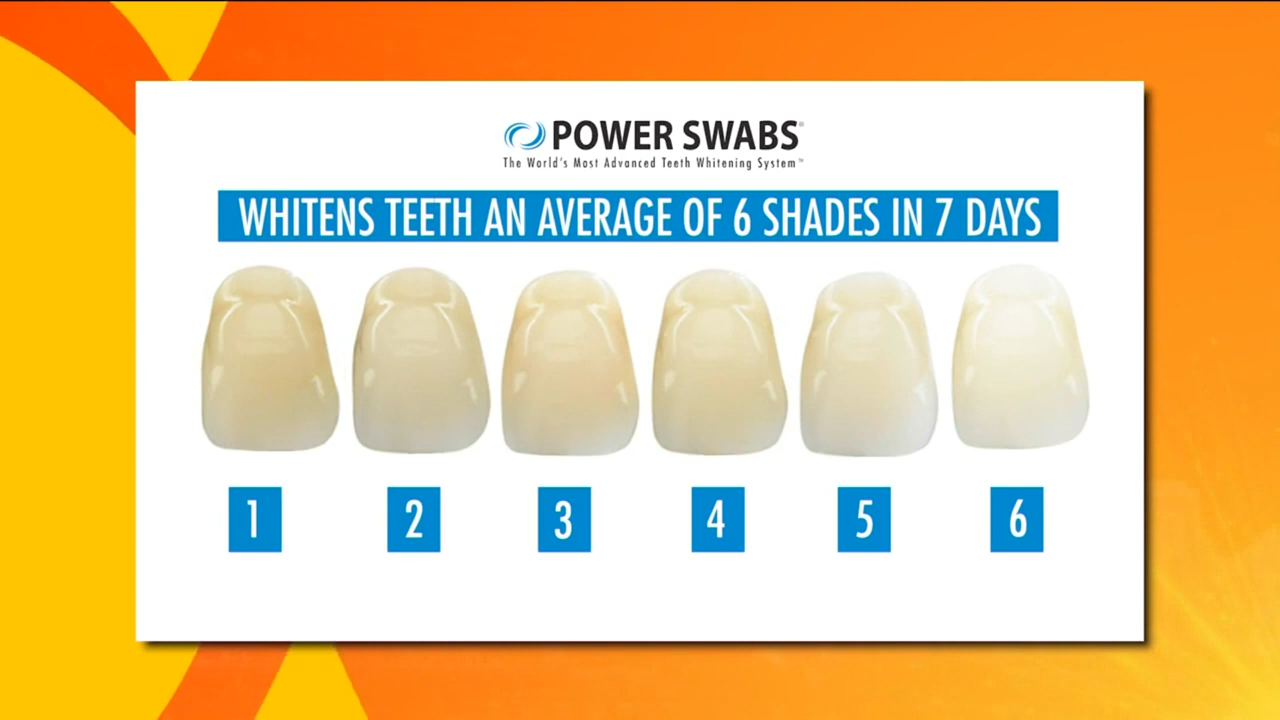 POWER SWABS®
The World's Most Advanced Teeth Whitening System™
WHITENS TEETH AN AVERAGE OF 6 SHADES IN 7 DAYS
1 2 3 4 5 6